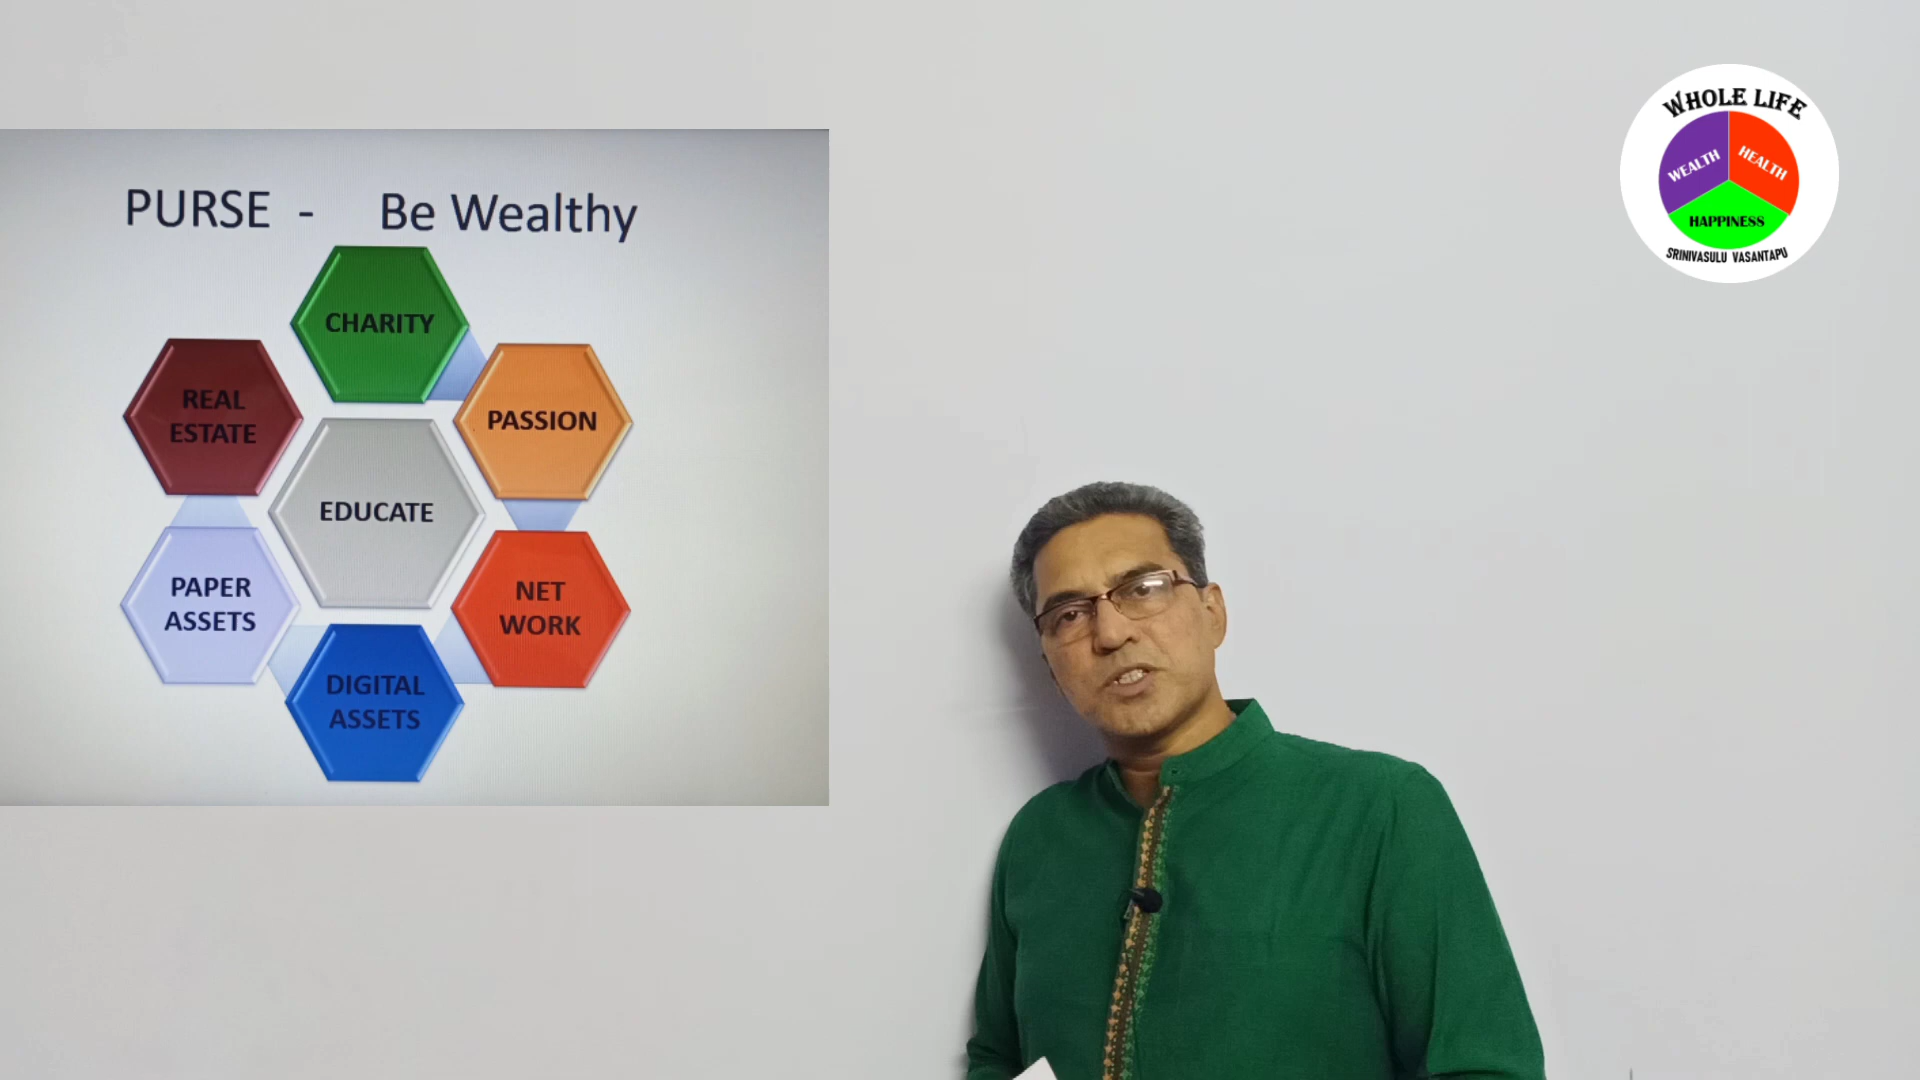 PURSE - Be Wealthy
CHARITY
PASSION
REAL
ESTATE
EDUCATE
NET
WORK
PAPER
ASSETS
DIGITAL
ASSETS
WHOLE LIFE
WEALTH
HEALTH
HAPPINESS
SRINIVASULU VASANTAPU